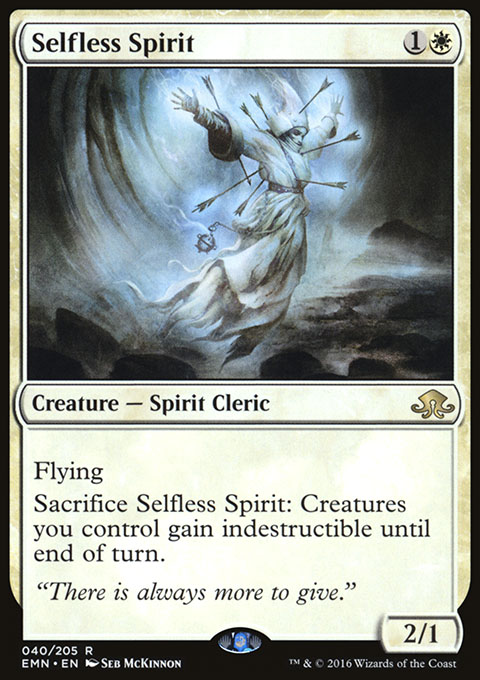 Selfless Spirit 1
Creature — Spirit Cleric
Flying
Sacrifice Selfless Spirit: Creatures
you control gain indestructible until
end of turn.
“There is always more to give.”
2/1
040/205 R
EMN • EN Seb McKinnon
™ & © 2016 Wizards of the Coast